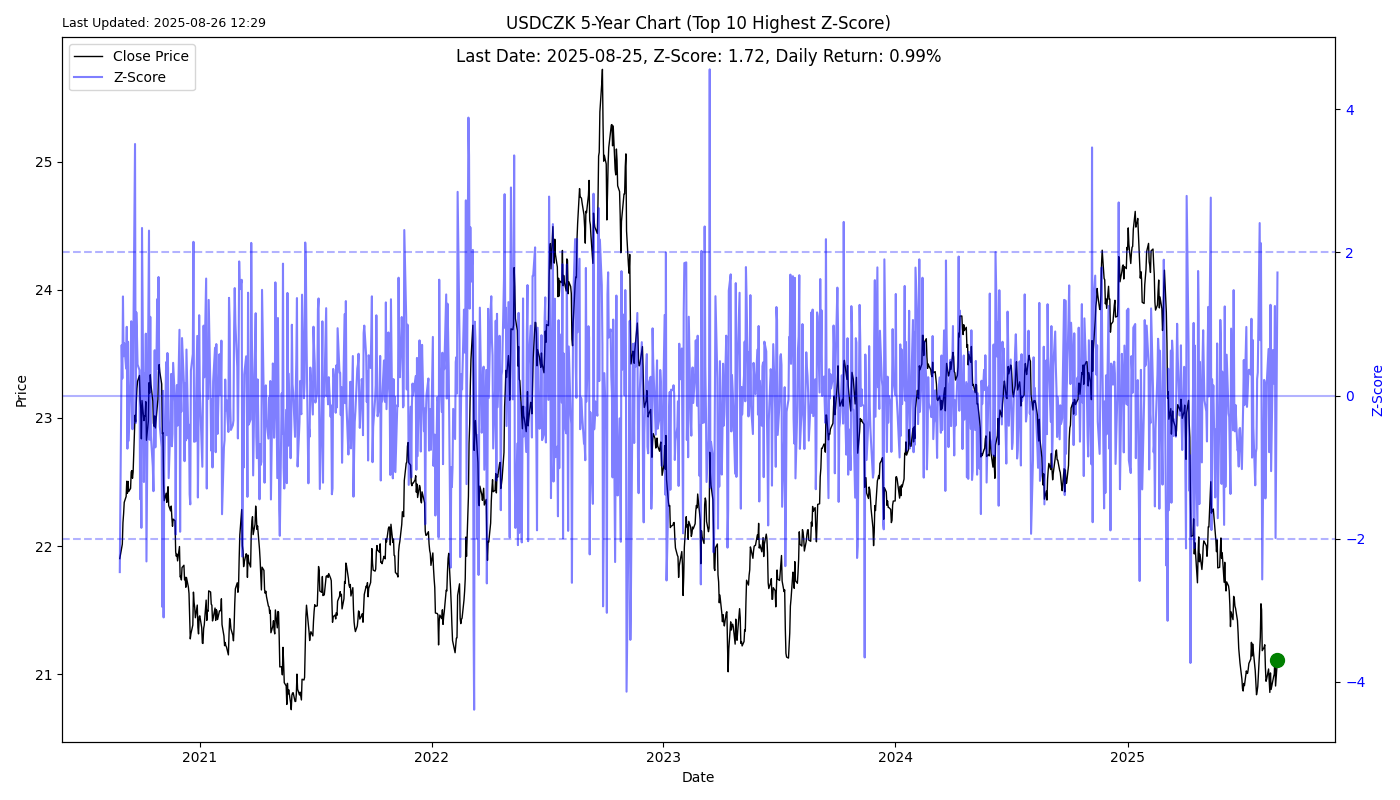 Last Updated: 2025-08-26 12:29
USDCZK 5-Year Chart (Top 10 Highest Z-Score)
Last Date: 2025-08-25, Z-Score: 1.72, Daily Return: 0.99%
Close Price
Z-Score
Price
25
24
23
22
21
4
2
0
−2
−4
Z-Score
2021
2022
2023
2024
2025
Date